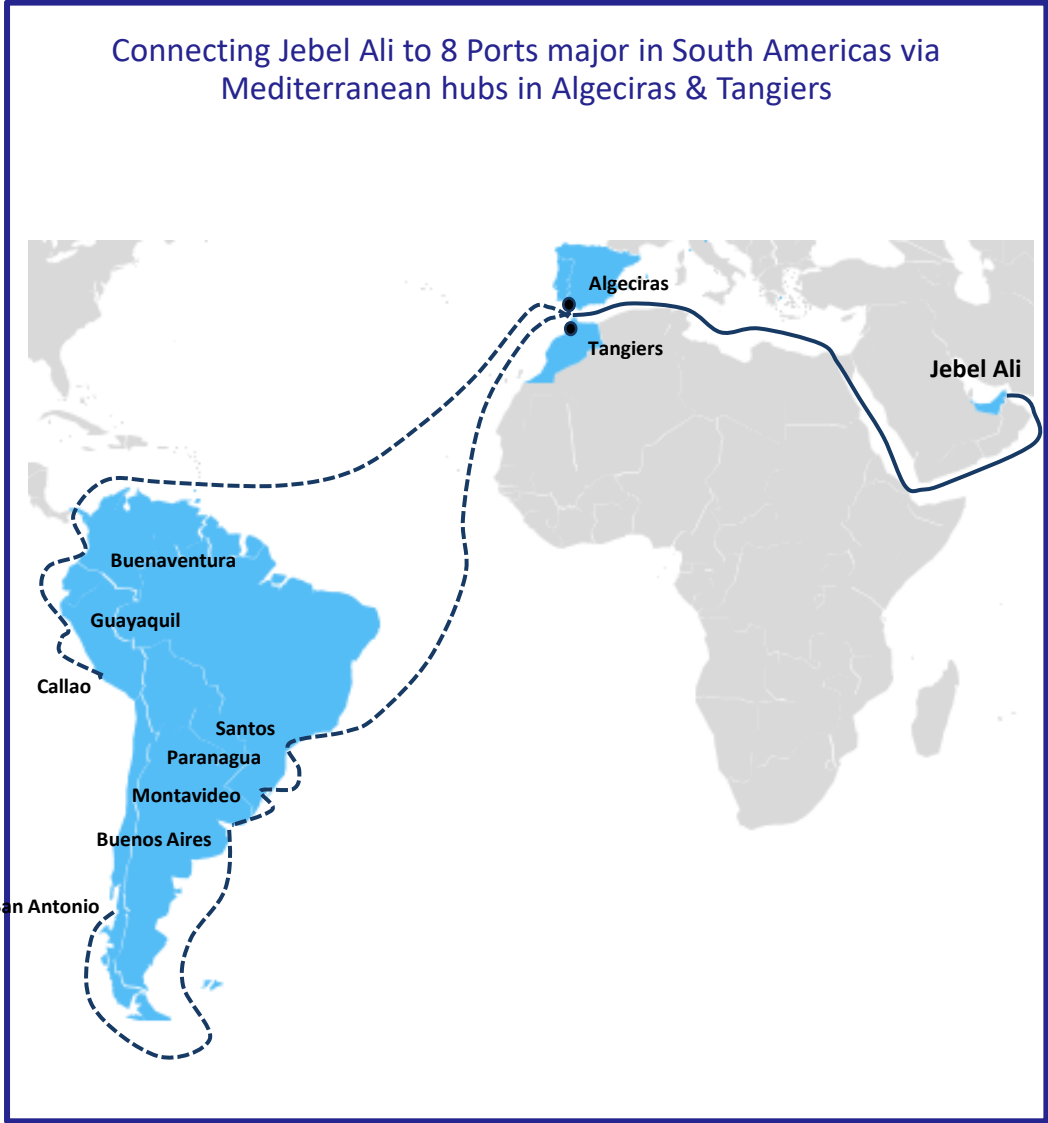 Connecting Jebel Ali to 8 Ports major in South Americas via
Mediterranean hubs in Algeciras & Tangiers
Algeciras
Tangiers
Jebel Ali
Buenaventura
Guayaquil
Callao
Santos
Paranagua
Montavideo
Buenos Aires
San Antonio